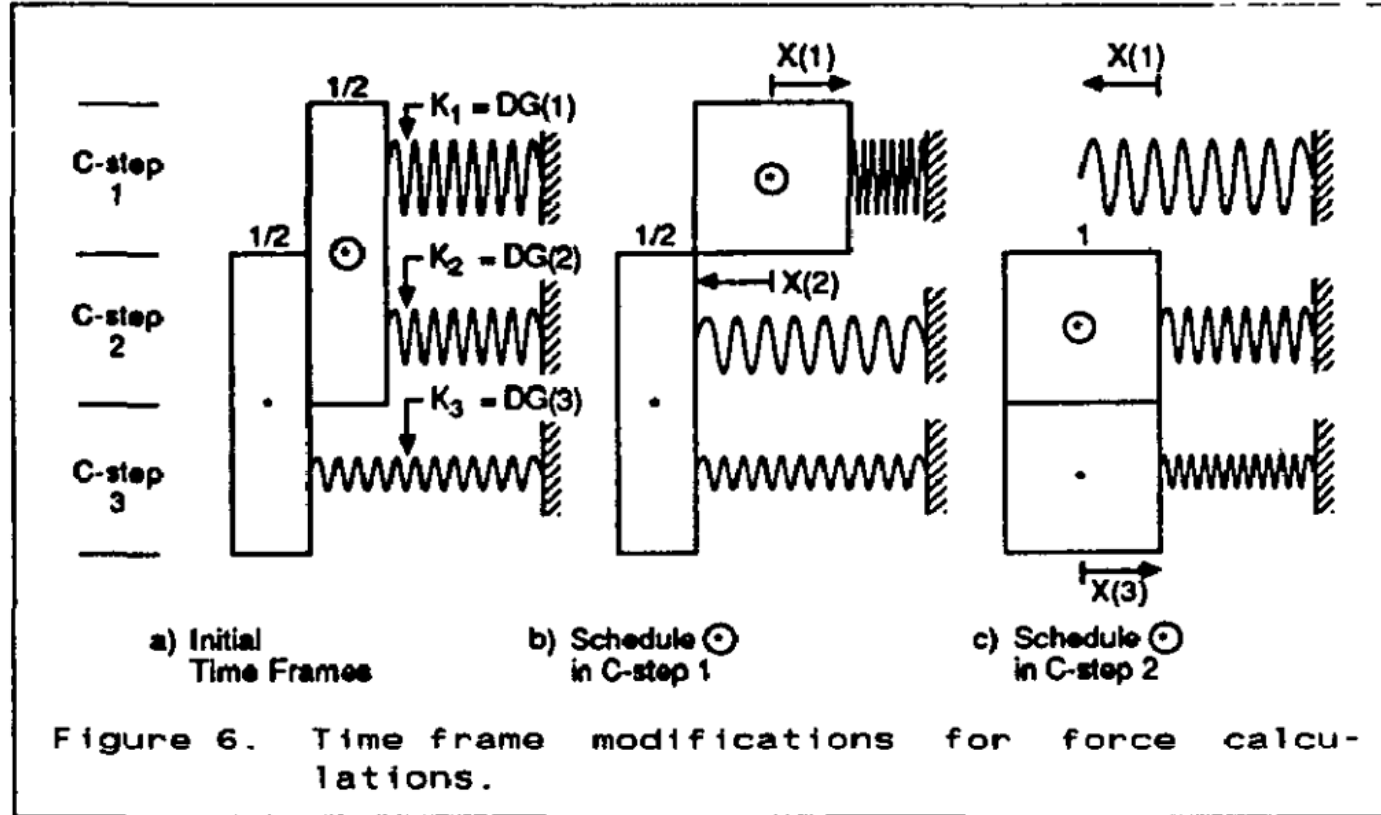 X(1)
X(1)
1/2
K₁ = DG(1)
C-step
1
1/2
1
K₂ = DG(2)
X(2)
C-step
2
K₃ = DG(3)
C-step
3
X(3)
a) Initial
Time Frames
b) Schedule ⊙
in C-step 1
c) Schedule ⊙
in C-step 2
Figure 6. Time frame modifications for force calcu-
lations.